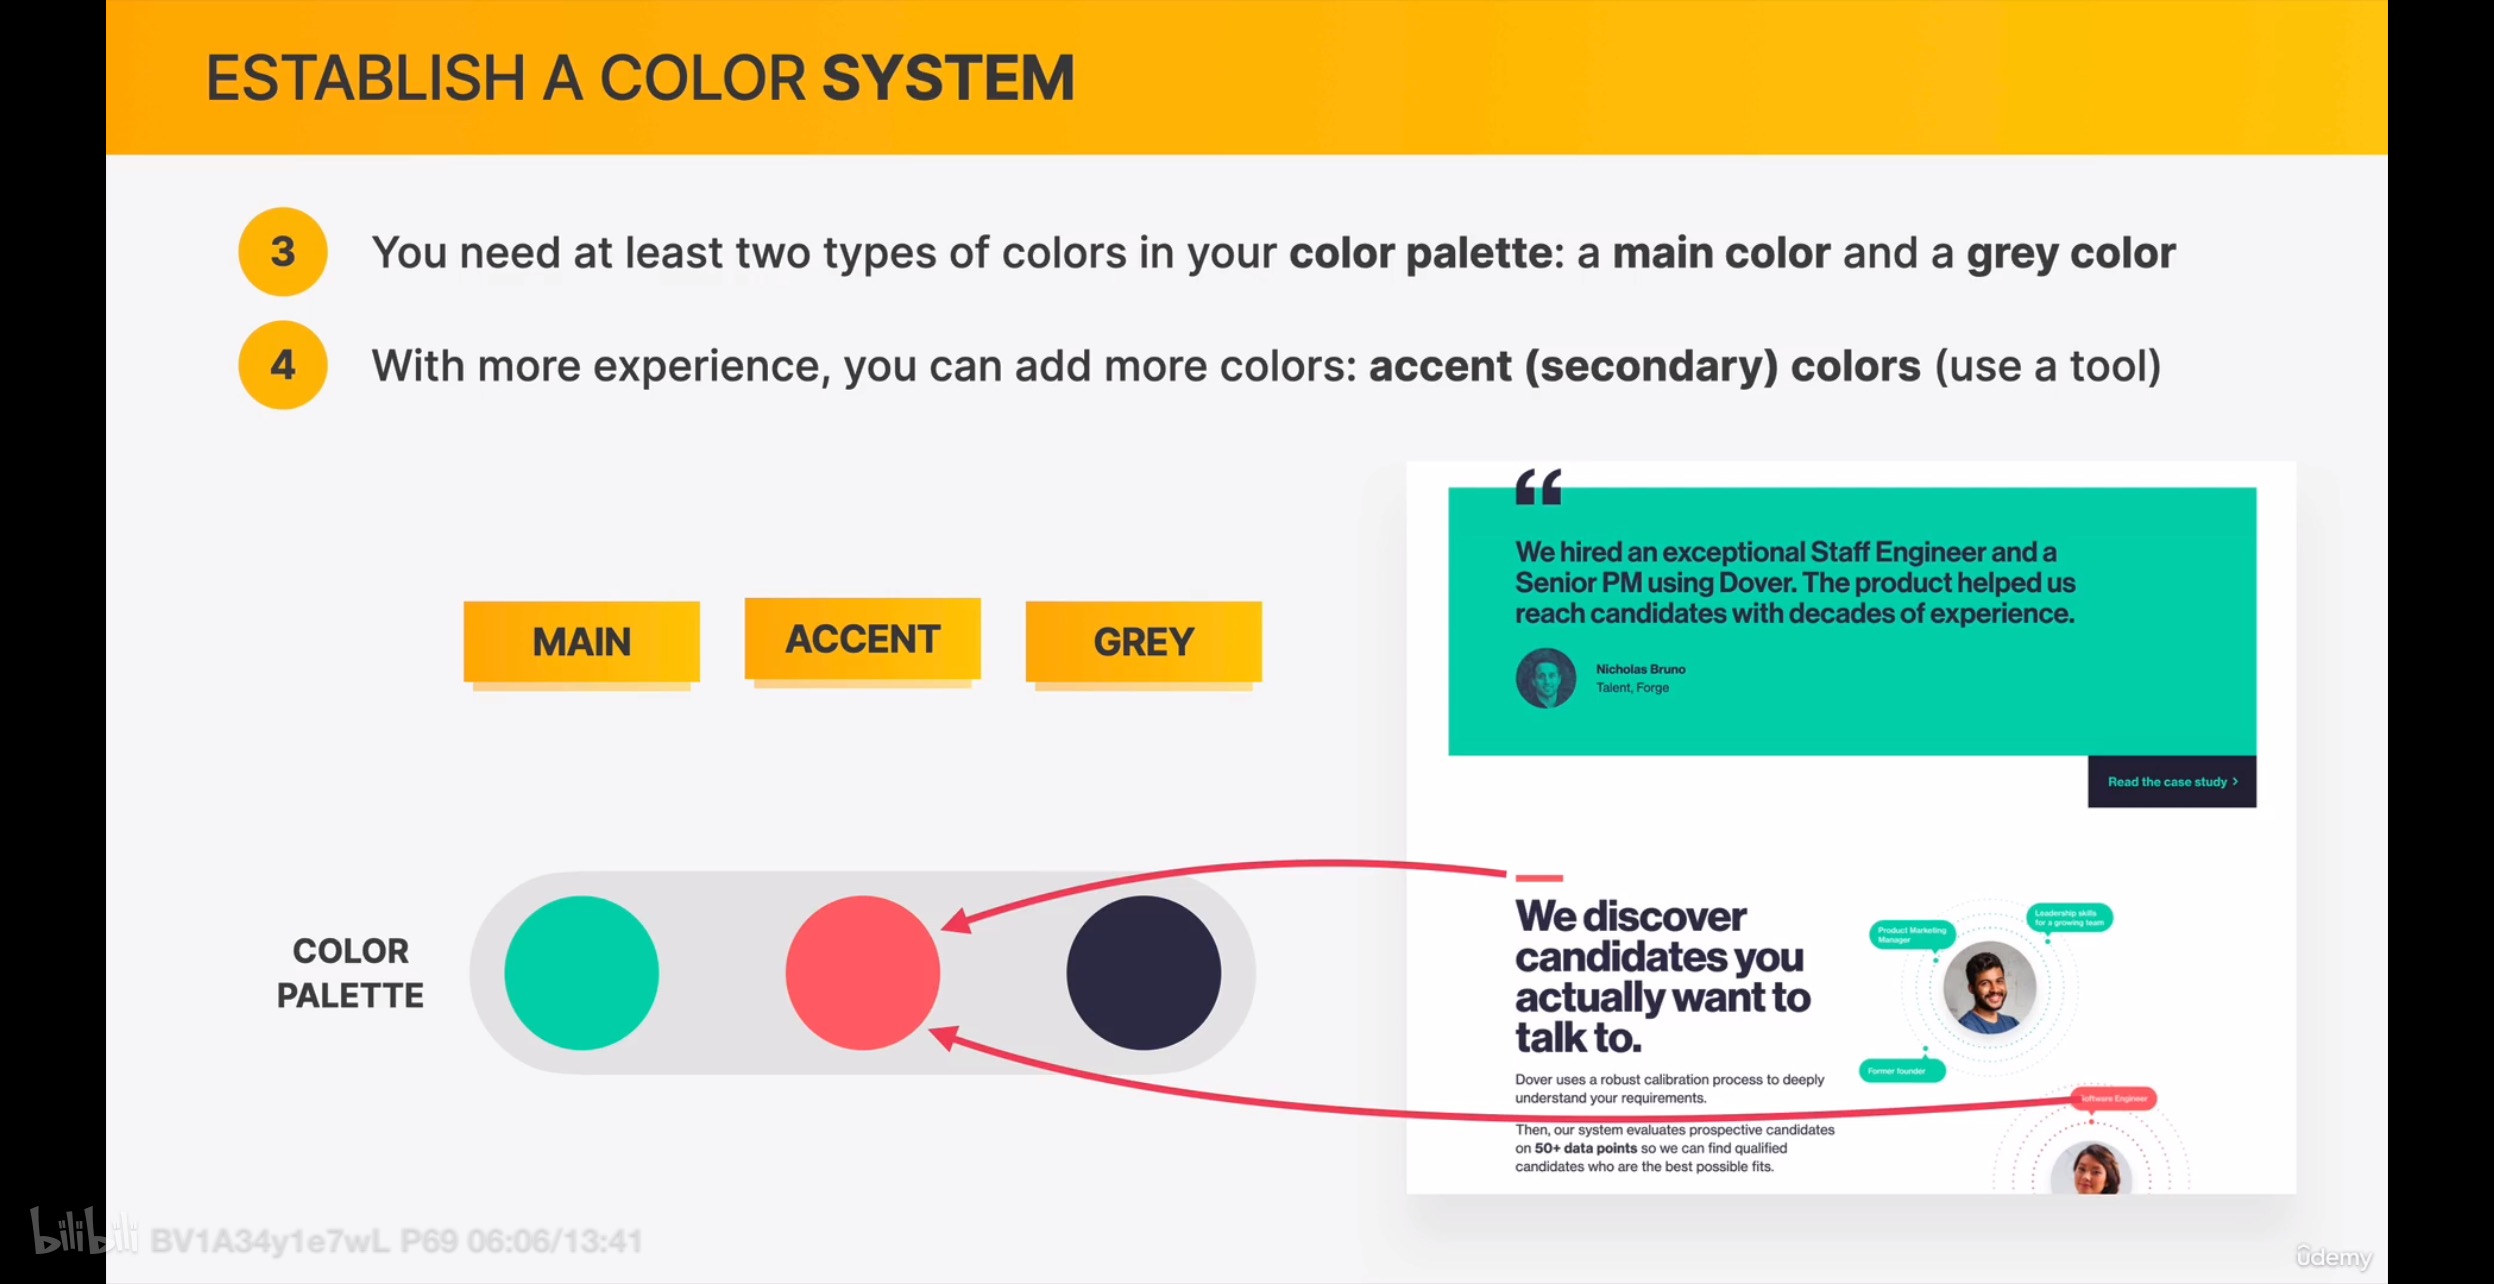 ESTABLISH A COLOR SYSTEM
3
You need at least two types of colors in your color palette: a main color and a grey color
4
With more experience, you can add more colors: accent (secondary) colors (use a tool)
MAIN
ACCENT
GREY
COLOR
PALETTE
“
We hired an exceptional Staff Engineer and a
Senior PM using Dover. The product helped us
reach candidates with decades of experience.
Nicholas Bruno
Talent, Forge
Read the case study >
We discover
candidates you
actually want to
talk to.
Dover uses a robust calibration process to deeply
understand your requirements.
Then, our system evaluates prospective candidates
on 50+ data points so we can find qualified
candidates who are the best possible fits.
Product Marketing
Manager
Leadership skills
for a growing team
Former founder
Software Engineer
bilibili BV1A34y1e7wL P69 06:06/13:41
ûdemy